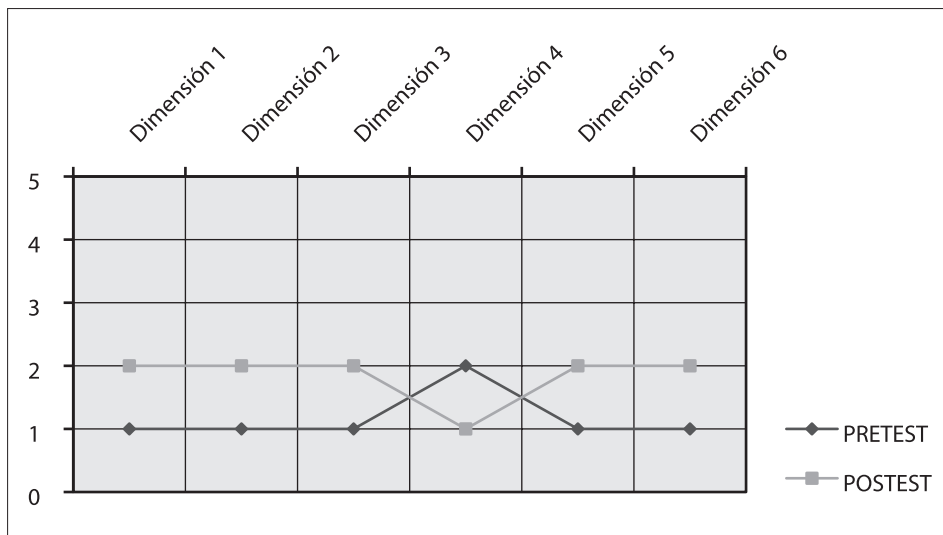 Dimensión 1
Dimensión 2
Dimensión 3
Dimensión 4
Dimensión 5
Dimensión 6
5
4
3
2
1
0
PRETEST
POSTEST